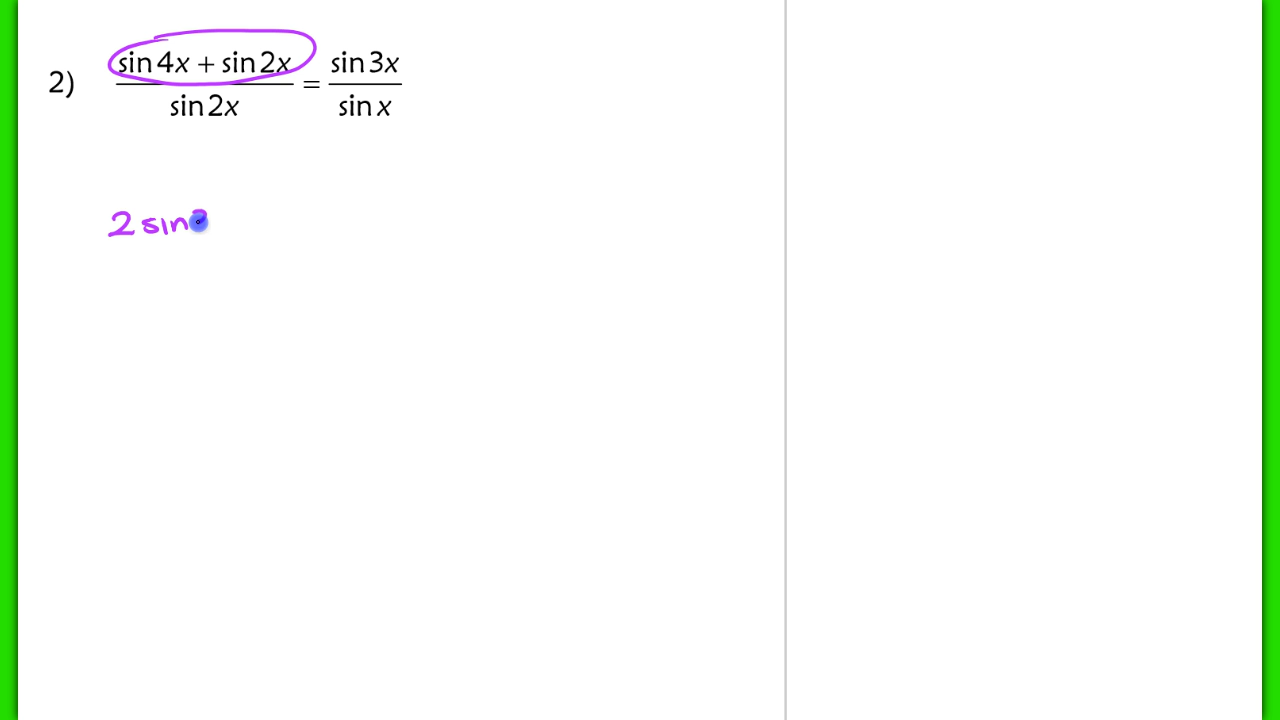 2) sin 4x + sin 2x / sin 2x = sin 3x / sin x
2 sin